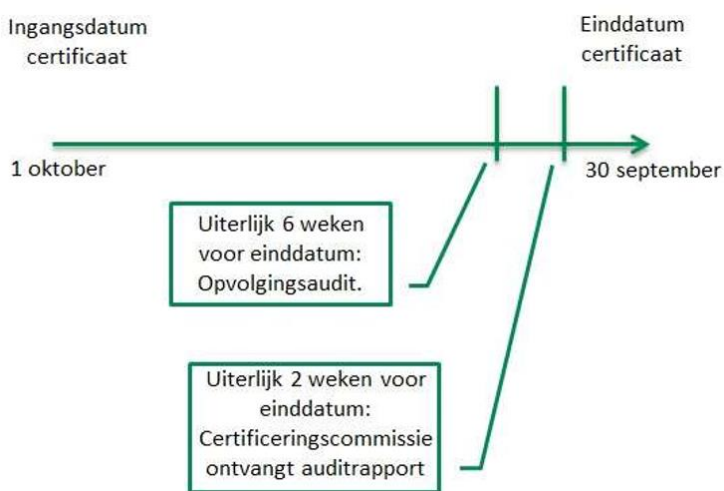 Ingangsdatum
certificaat
Einddatum
certificaat
1 oktober
30 september
Uiterlijk 6 weken
voor einddatum:
Opvolgingsaudit.
Uiterlijk 2 weken voor
einddatum:
Certificeringscommissie
ontvangt auditrapport